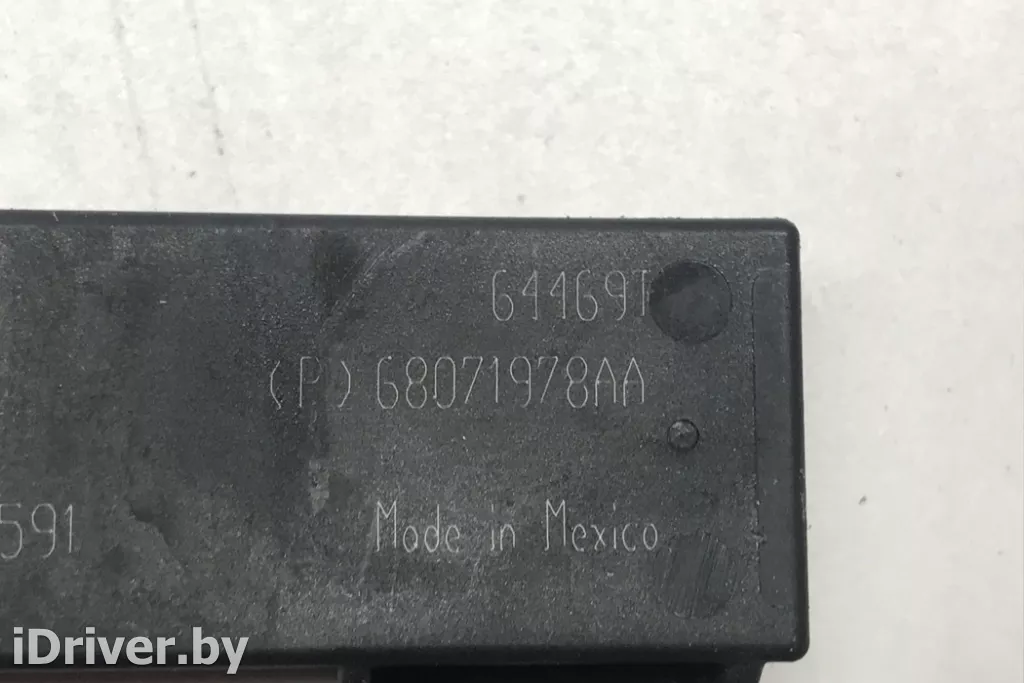 64469T
(P) 68071978AA
591
Made in Mexico
iDriver.by